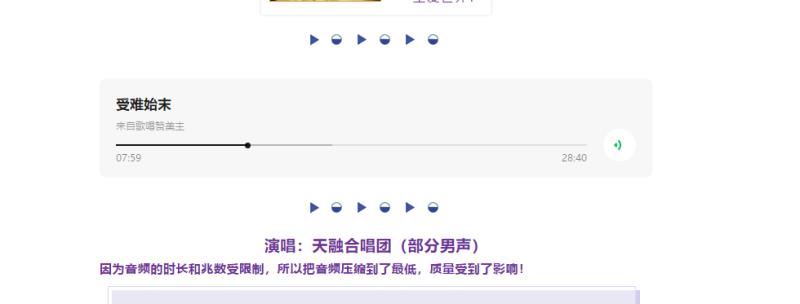 受难始末
来自歌唱赞美主
07:59
28:40
演唱：天融合唱团（部分男声）
因为音频的时长和兆数受限制，所以把音频压缩到了最低，质量受到了影响！